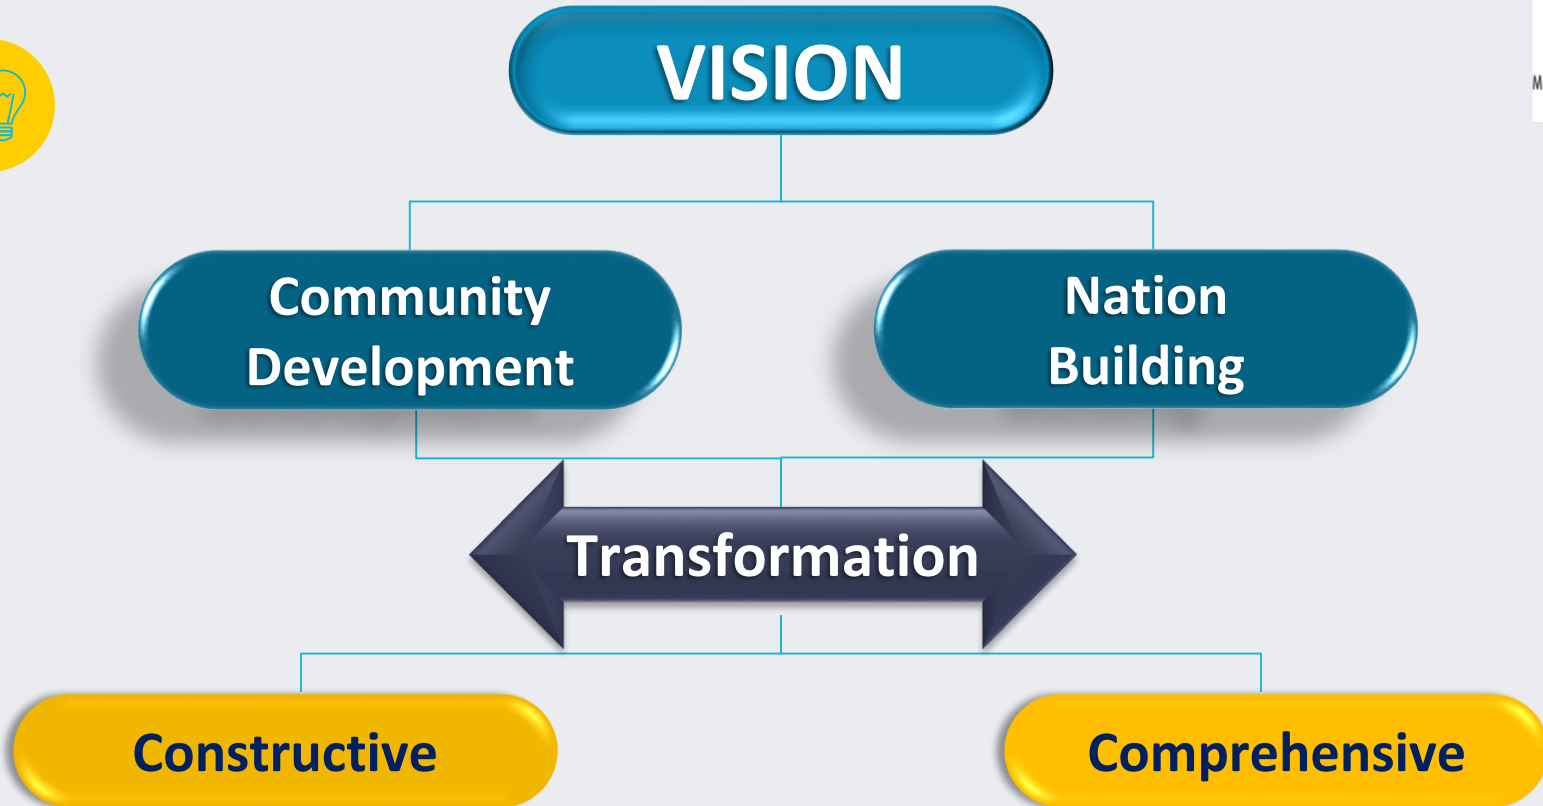 VISION
Community
Development
Nation
Building
Transformation
Constructive
Comprehensive